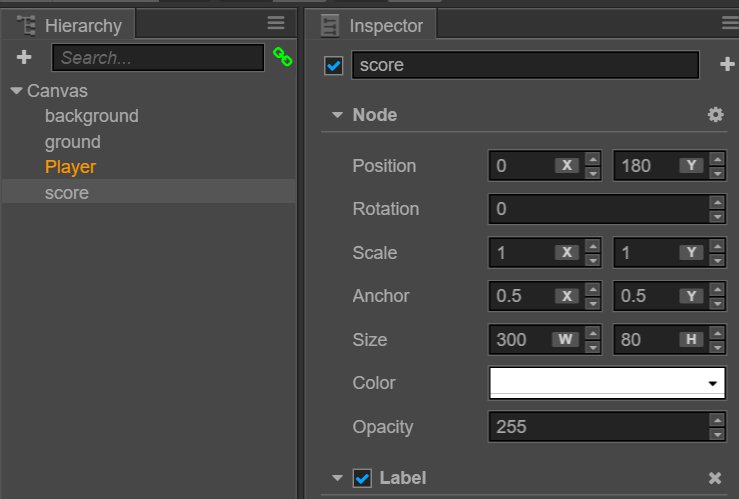 Hierarchy
Search...
Canvas
background
ground
Player
score
Inspector
score
Node
Position 0 X 180 Y
Rotation 0
Scale 1 X 1 Y
Anchor 0.5 X 0.5 Y
Size 300 W 80 H
Color
Opacity 255
Label